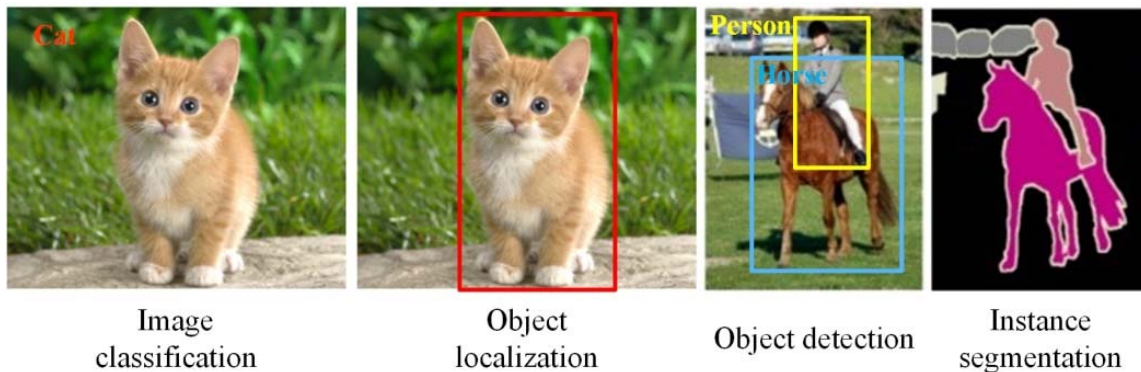 Cat
Person
Horse
Image
classification
Object
localization
Object detection
Instance
segmentation